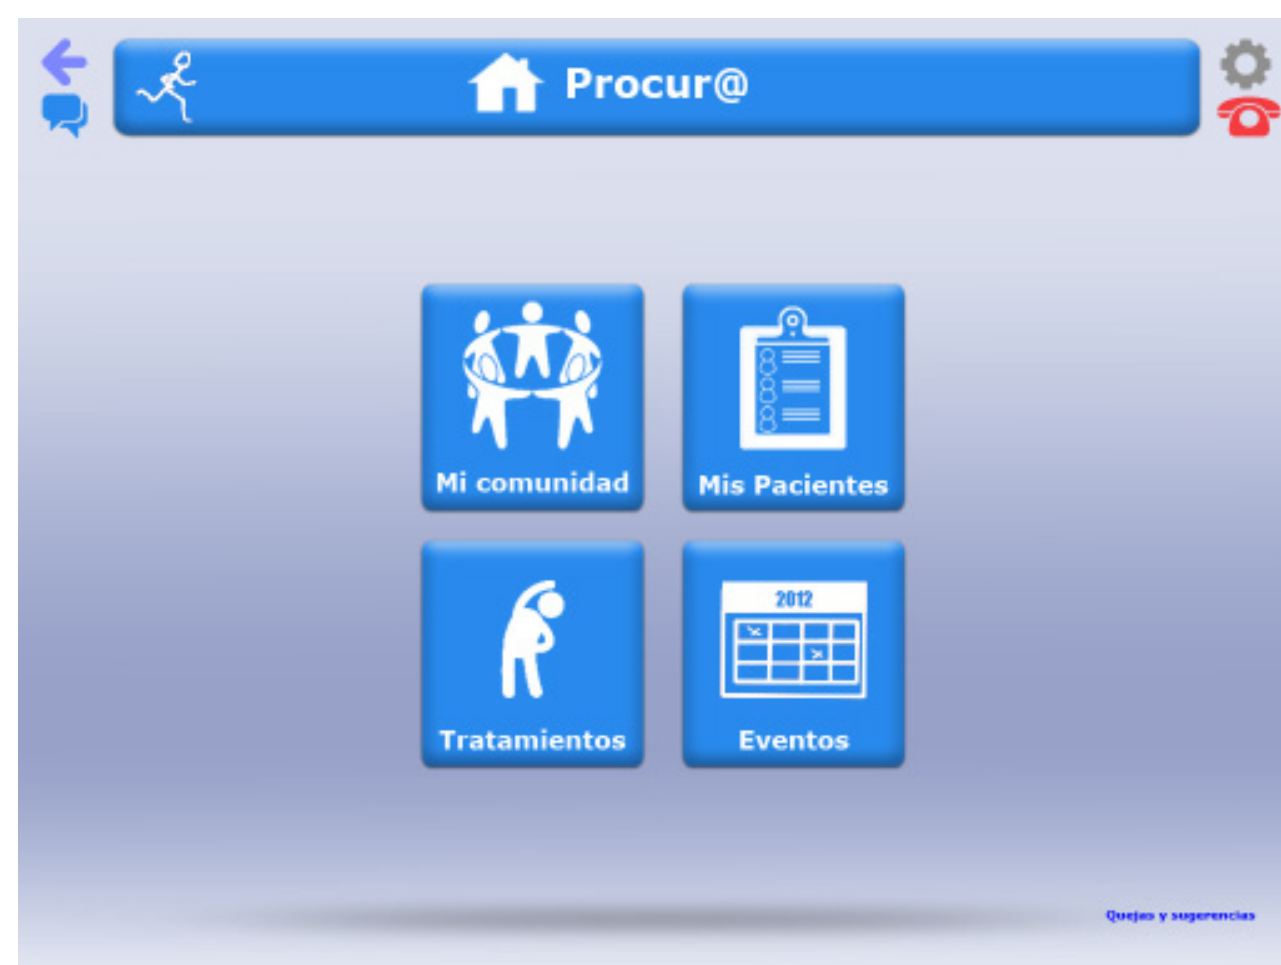 Procur@
Mi comunidad
Mis Pacientes
2012
Tratamientos
Eventos
Quejas y sugerencias